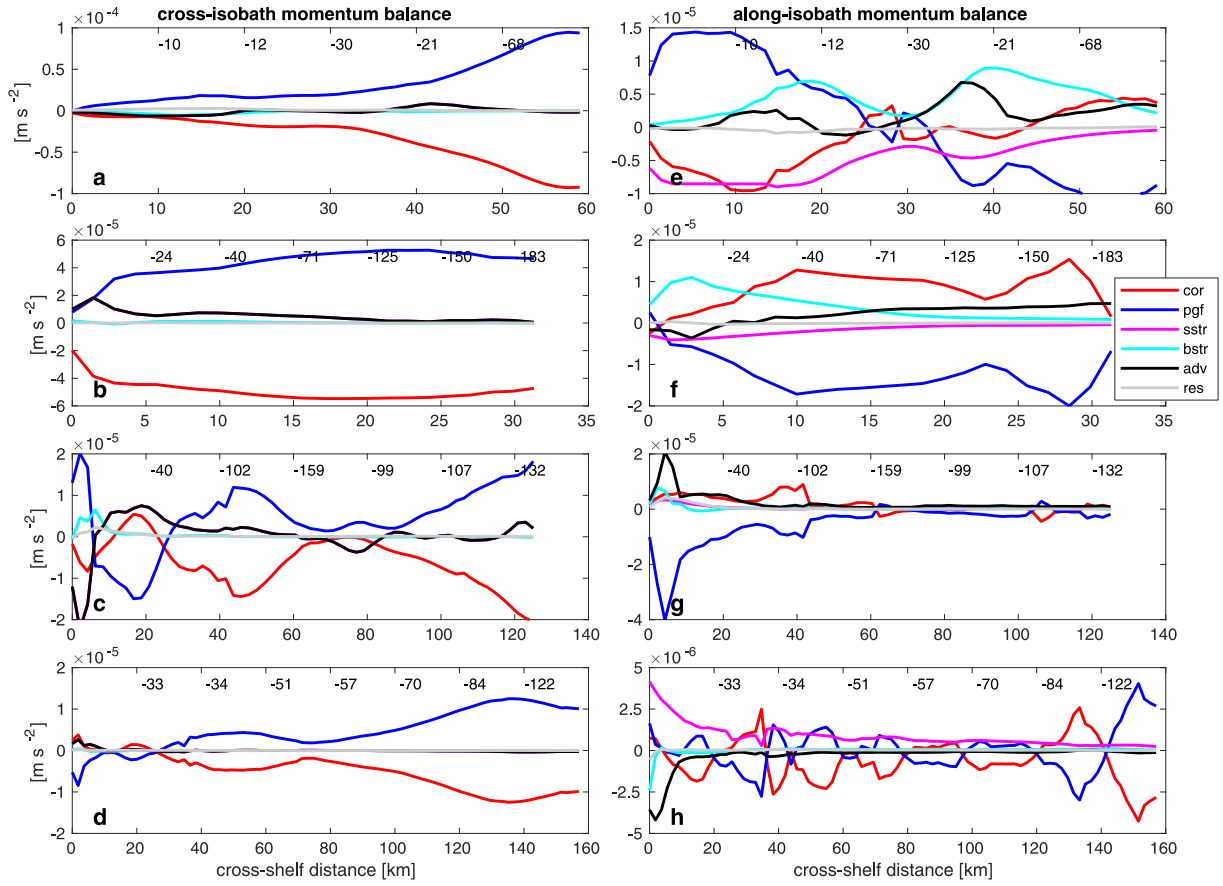 cross-isobath momentum balance
× 10⁻⁴
1
0.5
0
-0.5
-1
[m s⁻²]
-10 -12 -30 -21 -68
a
0 10 20 30 40 50 60
along-isobath momentum balance
× 10⁻⁵
1.5
1
0.5
0
-0.5
-1
-10 -12 -30 -21 -68
e
0 10 20 30 40 50 60
× 10⁻⁵
6
4
2
0
-2
-4
-6
[m s⁻²]
-24 -40 -71 -125 -150 -183
b
0 5 10 15 20 25 30 35
× 10⁻⁵
2
1
0
-1
-2
-24 -40 -71 -125 -150 -183
f
0 5 10 15 20 25 30 35
cor
pgf
sstr
bstr
adv
res
× 10⁻⁵
2
1
0
-1
-2
[m s⁻²]
-40 -102 -159 -99 -107 -132
c
0 20 40 60 80 100 120 140
× 10⁻⁵
2
0
-2
-4
-40 -102 -159 -99 -107 -132
g
0 20 40 60 80 100 120 140
× 10⁻⁵
2
1
0
-1
-2
[m s⁻²]
-33 -34 -51 -57 -70 -84 -122
d
0 20 40 60 80 100 120 140 160
cross-shelf distance [km]
× 10⁻⁶
5
2.5
0
-2.5
-5
-33 -34 -51 -57 -70 -84 -122
h
0 20 40 60 80 100 120 140 160
cross-shelf distance [km]